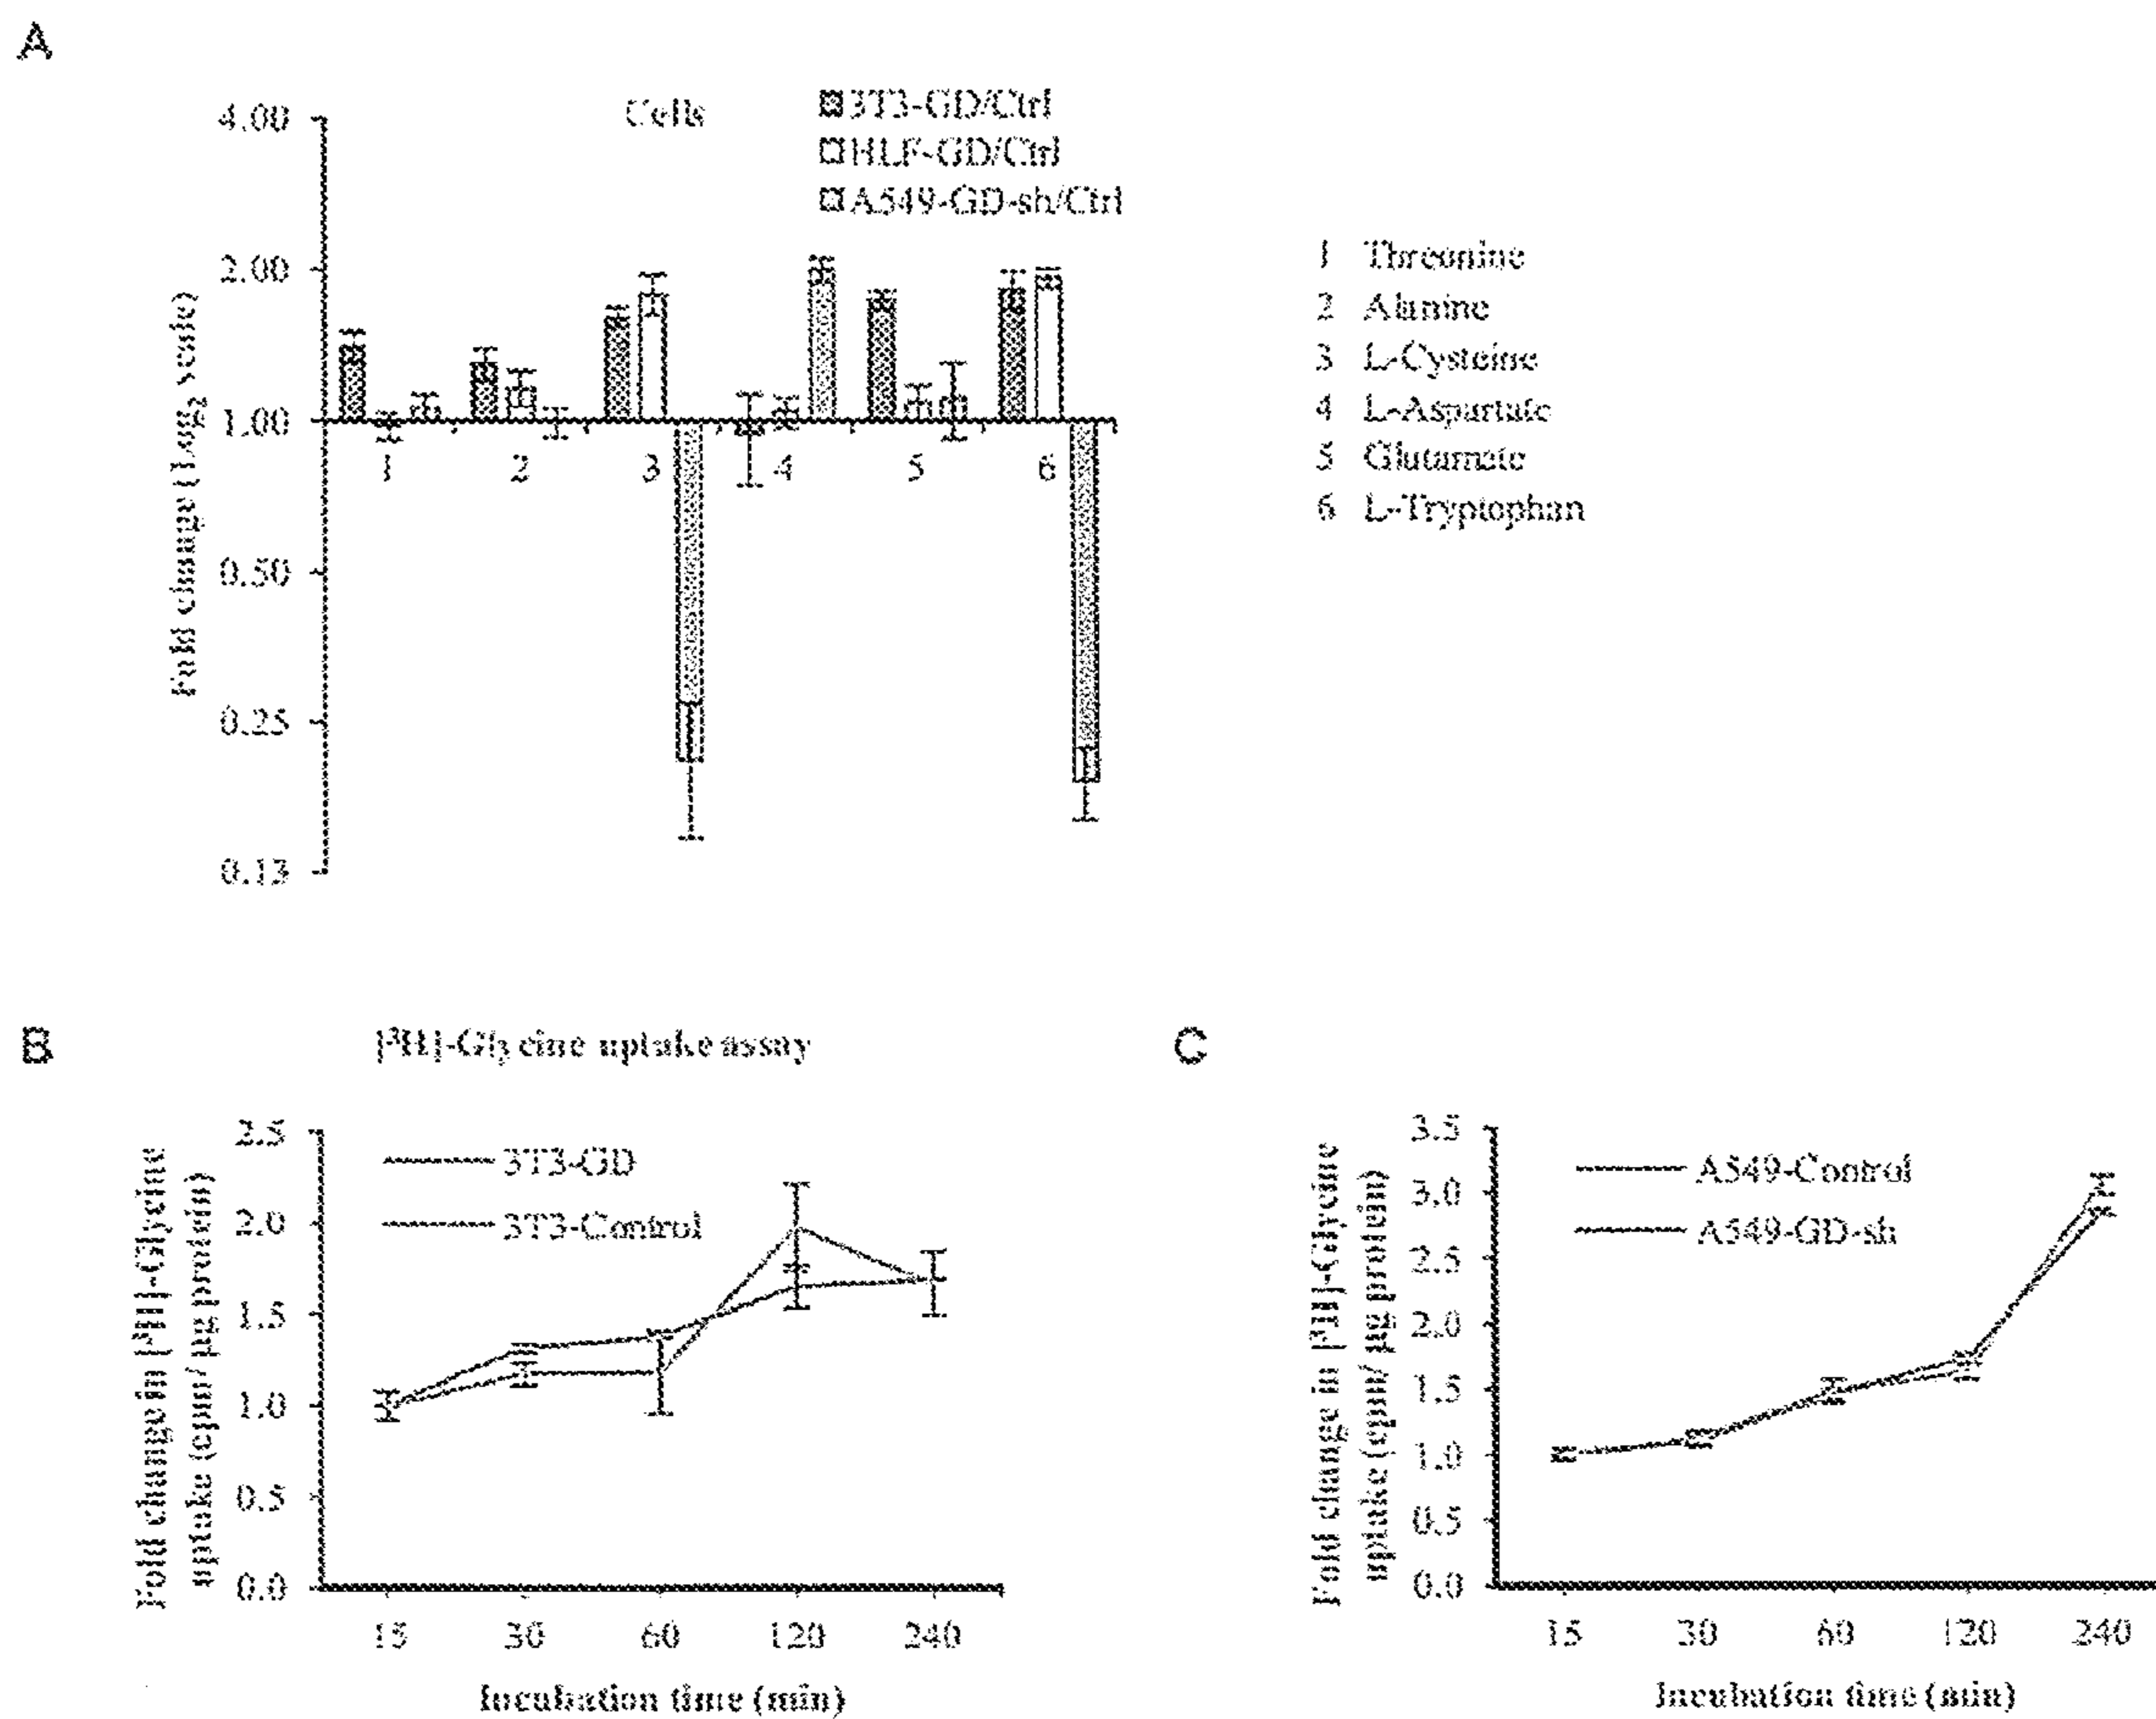 A
Cells
3T3-GD/Ctrl
HLF-GD/Ctrl
A549-GD-sh/Ctrl
Fold change (Log2 scale)
4.00
2.00
1.00
0.50
0.25
0.13
1 2 3 4 5 6
1 Threonine
2 Alanine
3 L-Cysteine
4 L-Aspartate
5 Glutamate
6 L-Tryptophan
B
[³H]-Glycine uptake assay
Fold change in [³H]-Glycine
uptake (cpm/ μg protein)
2.5
2.0
1.5
1.0
0.5
0.0
3T3-GD
3T3-Control
15 30 60 120 240
Incubation time (min)
C
Fold change in [³H]-Glycine
uptake (cpm/ μg protein)
3.5
3.0
2.5
2.0
1.5
1.0
0.5
0.0
A549-Control
A549-GD-sh
15 30 60 120 240
Incubation time (min)